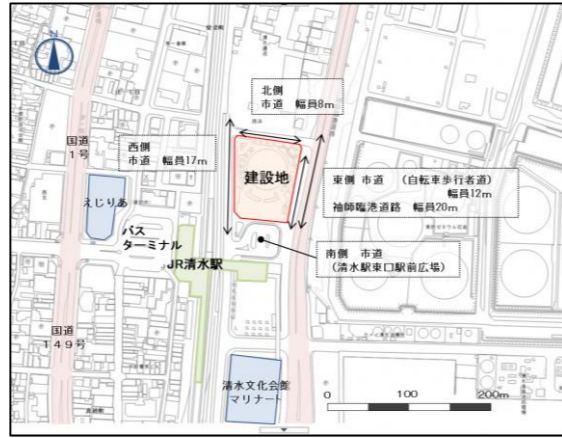 北側
市道 幅員8m
国道
1号
西側
市道 幅員17m
建設地
東側 市道 (自転車歩行者道)
幅員12m
袖師臨港道路 幅員20m
えじりあ
バス
ターミナル
JR清水駅
南側 市道
(清水駅東口駅前広場)
国道
149号
清水文化会館
マリナート
0 100 200m